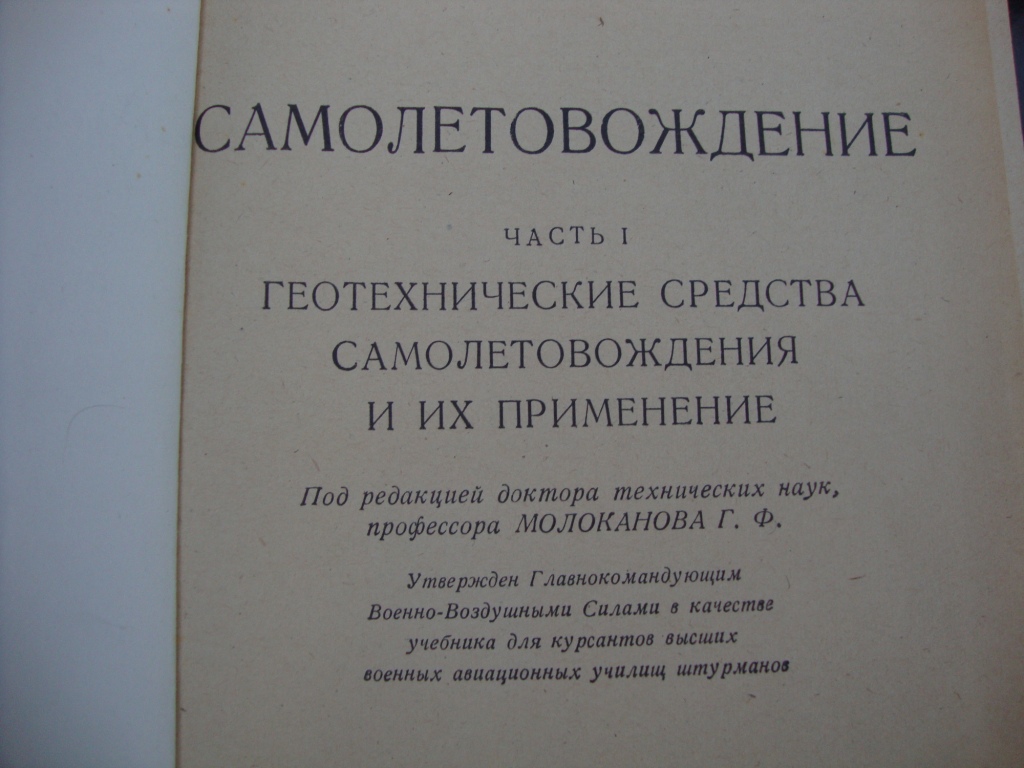 САМОЛЕТОВОЖДЕНИЕ
ЧАСТЬ I
ГЕОТЕХНИЧЕСКИЕ СРЕДСТВА
САМОЛЕТОВОЖДЕНИЯ
И ИХ ПРИМЕНЕНИЕ
Под редакцией доктора технических наук,
профессора МОЛОКАНОВА Г. Ф.
Утвержден Главнокомандующим
Военно-Воздушными Силами в качестве
учебника для курсантов высших
военных авиационных училищ штурманов